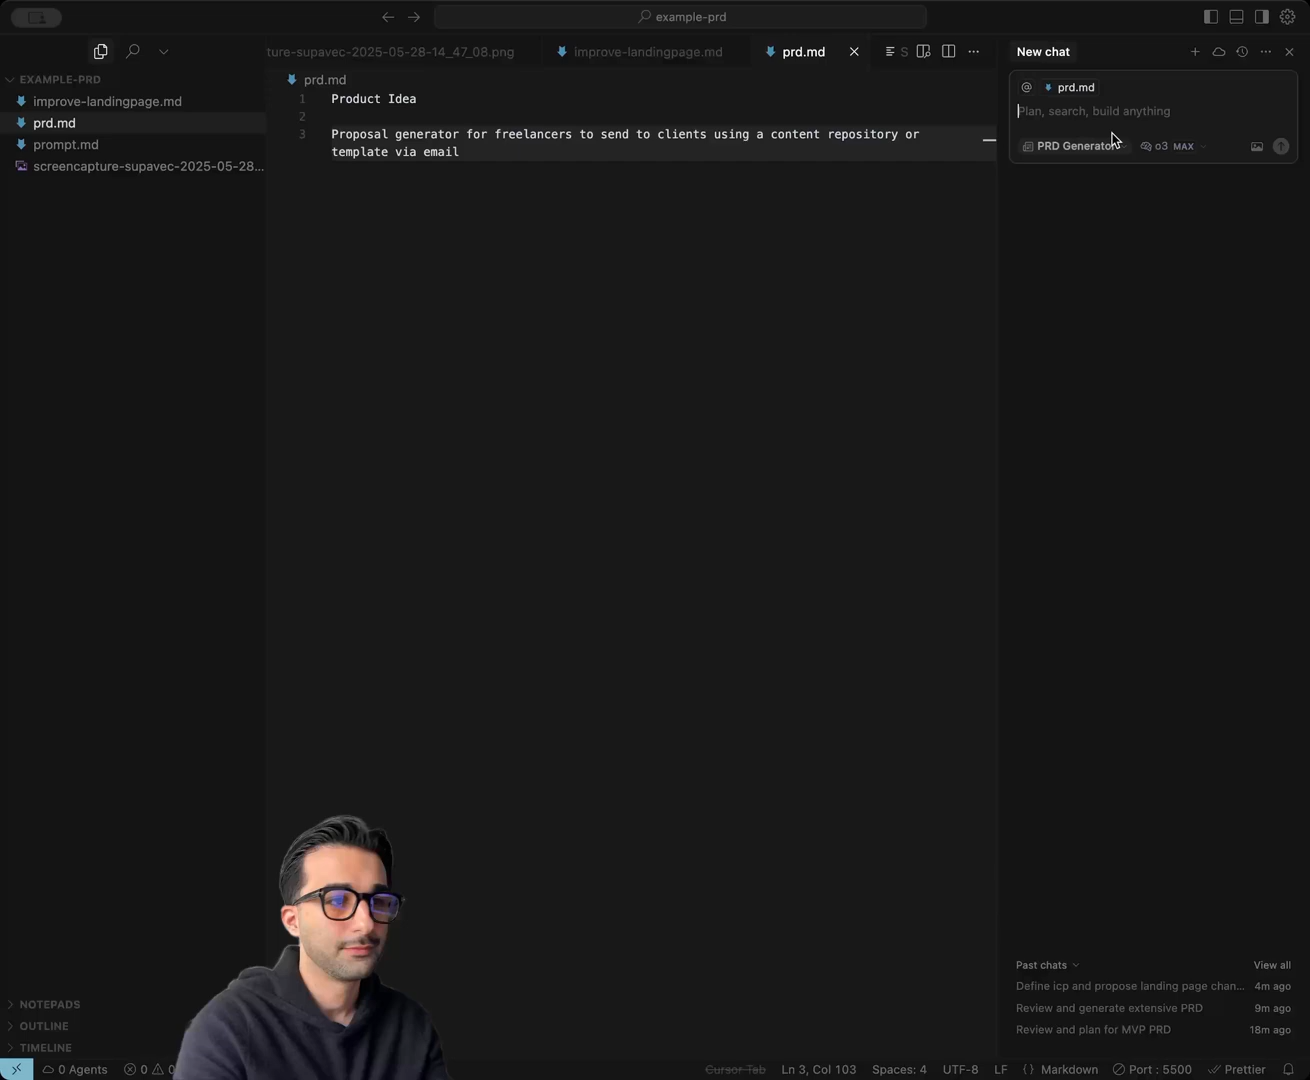 example-prd
ture-supavec-2025-05-28-14_47_08.png
improve-landingpage.md
prd.md
S
New chat
EXAMPLE-PRD
improve-landingpage.md
prd.md
prompt.md
screencapture-supavec-2025-05-28...
prd.md
1 Product Idea
2
3 Proposal generator for freelancers to send to clients using a content repository or
template via email
@ prd.md
Plan, search, build anything
PRD Generator
o3 MAX
Past chats
View all
Define icp and propose landing page chan... 4m ago
Review and generate extensive PRD 9m ago
Review and plan for MVP PRD 18m ago
NOTEPADS
OUTLINE
TIMELINE
0 Agents
0
0
Cursor Tab
Ln 3, Col 103
Spaces: 4
UTF-8
LF
{ } Markdown
Port : 5500
Prettier